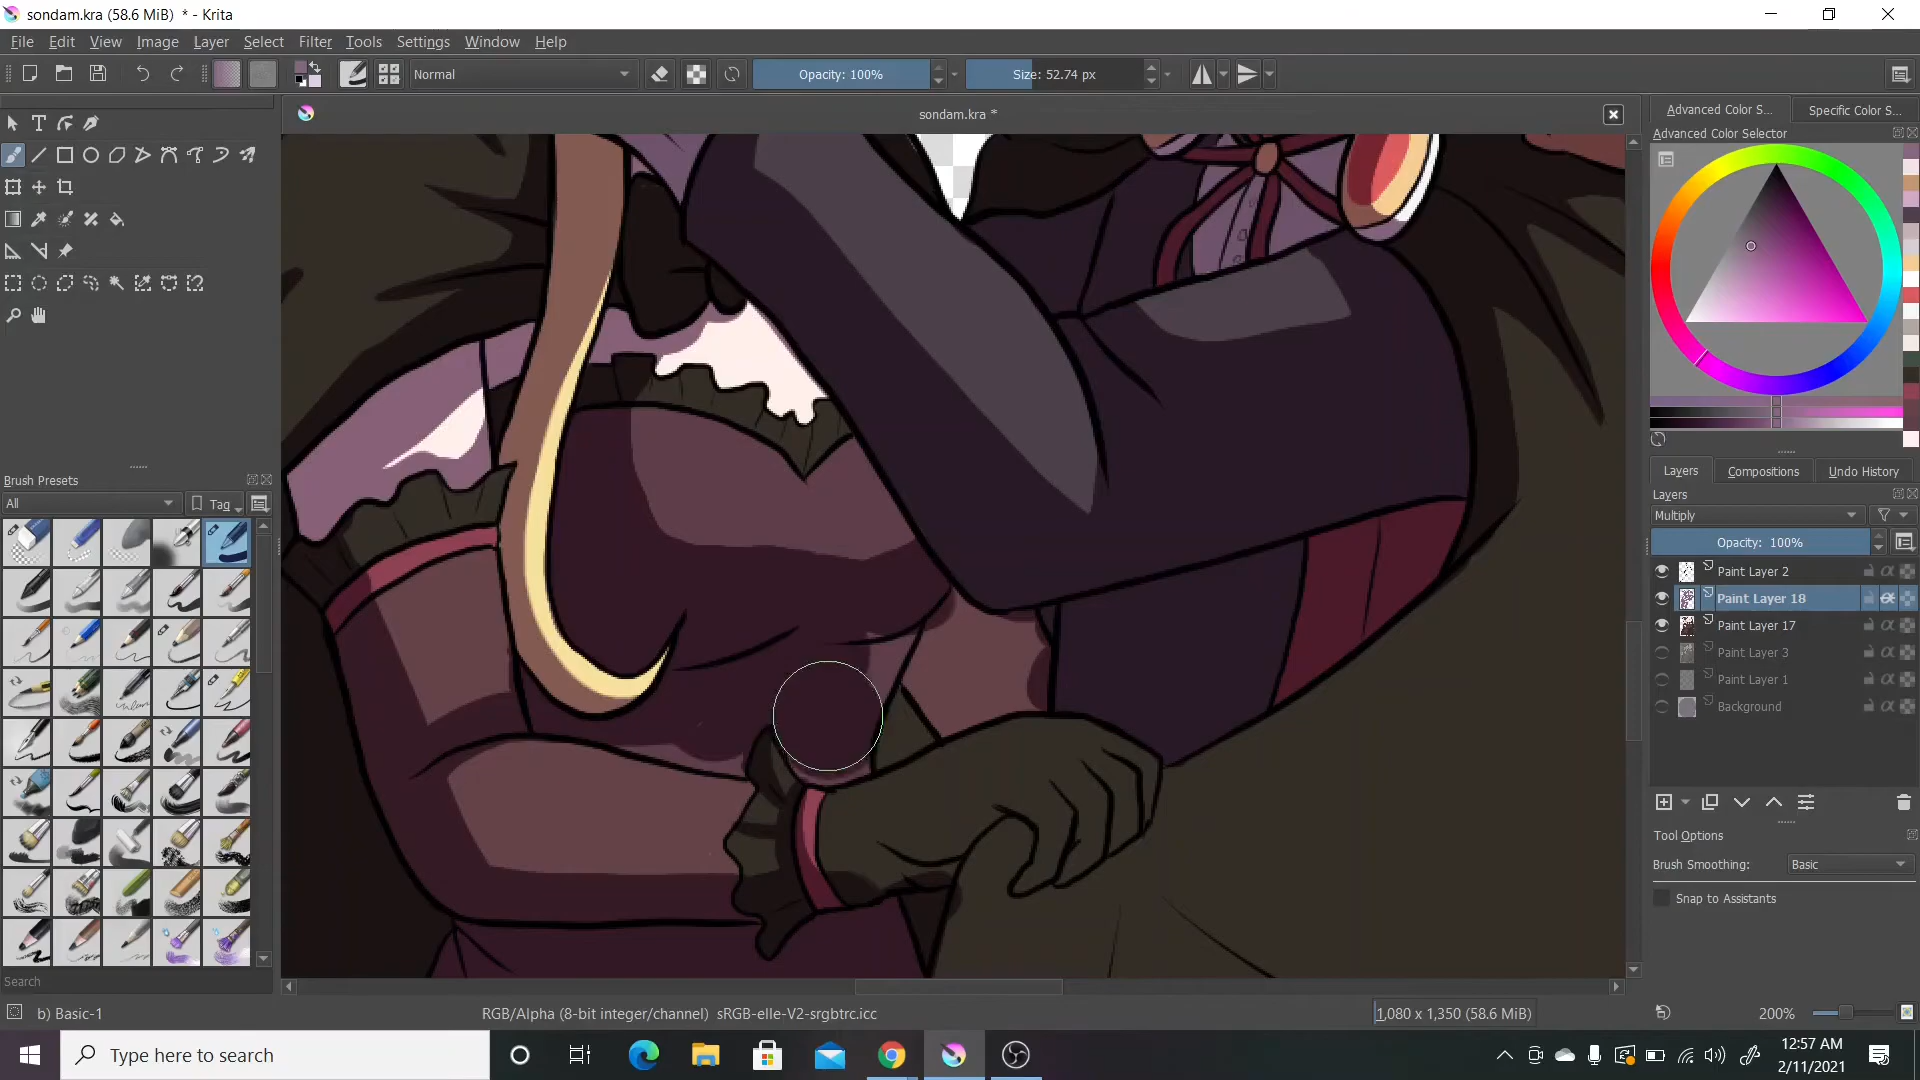 sondam.kra (58.6 MiB)  * - Krita
File Edit View Image Layer Select Filter Tools Settings Window Help
Normal Opacity: 100% Size: 52.74 px
sondam.kra *
Advanced Color S... Specific Color S...
Advanced Color Selector
Brush Presets
All Tag
Layers Compositions Undo History
Layers
Multiply
Opacity:  100%
Paint Layer 2
Paint Layer 18
Paint Layer 17
Paint Layer 3
Paint Layer 1
Background
Tool Options
Brush Smoothing: Basic
Snap to Assistants
Search
b) Basic-1 RGB/Alpha (8-bit integer/channel)  sRGB-elle-V2-srgbtrc.icc 1,080 x 1,350 (58.6 MiB) 200%
Type here to search
12:57 AM
2/11/2021